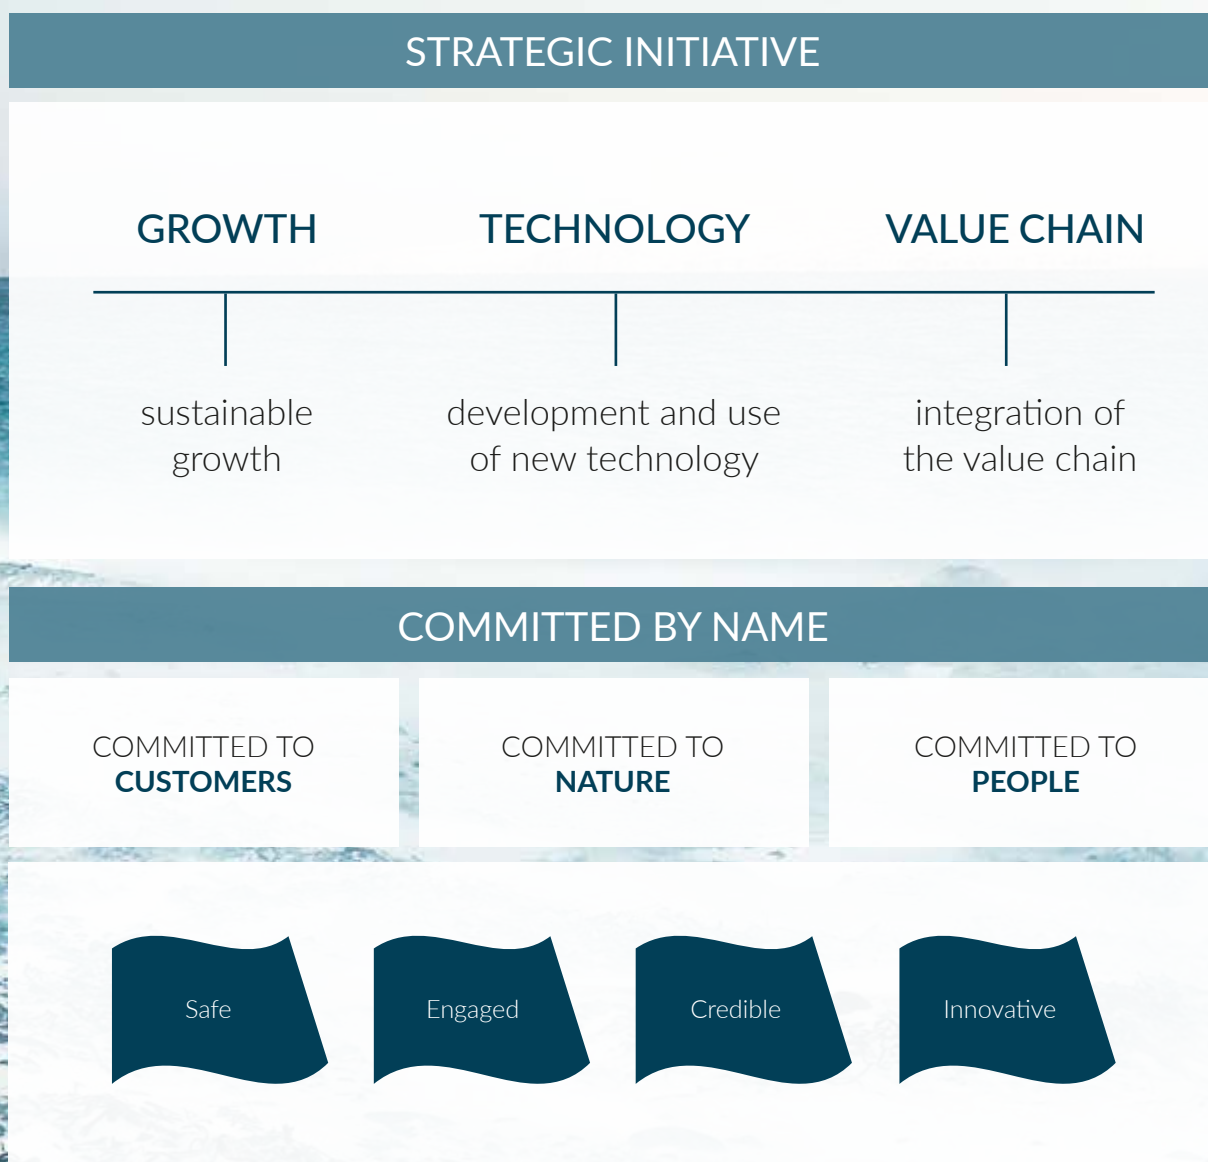 STRATEGIC INITIATIVE
GROWTH
TECHNOLOGY
VALUE CHAIN
sustainable
growth
development and use
of new technology
integration of
the value chain
COMMITTED BY NAME
COMMITTED TO
CUSTOMERS
COMMITTED TO
NATURE
COMMITTED TO
PEOPLE
Safe
Engaged
Credible
Innovative